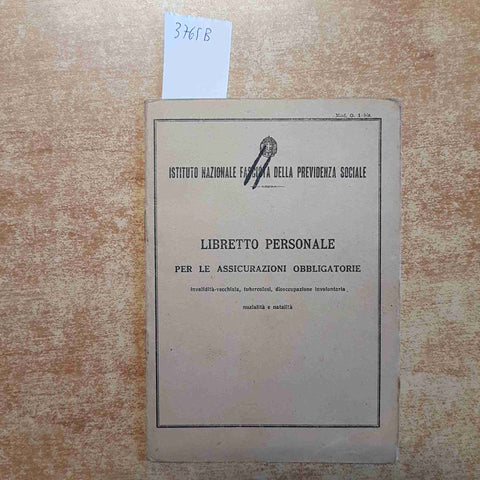 3765B
Mod. O. 1-
ISTITUTO NAZIONALE FASCISTA DELLA PREVIDENZA SOCIALE
LIBRETTO PERSONALE
PER LE ASSICURAZIONI OBBLIGATORIE
invalidità-vecchiaia, tubercolosi, disoccupazione involontaria
nuzialità e natalità